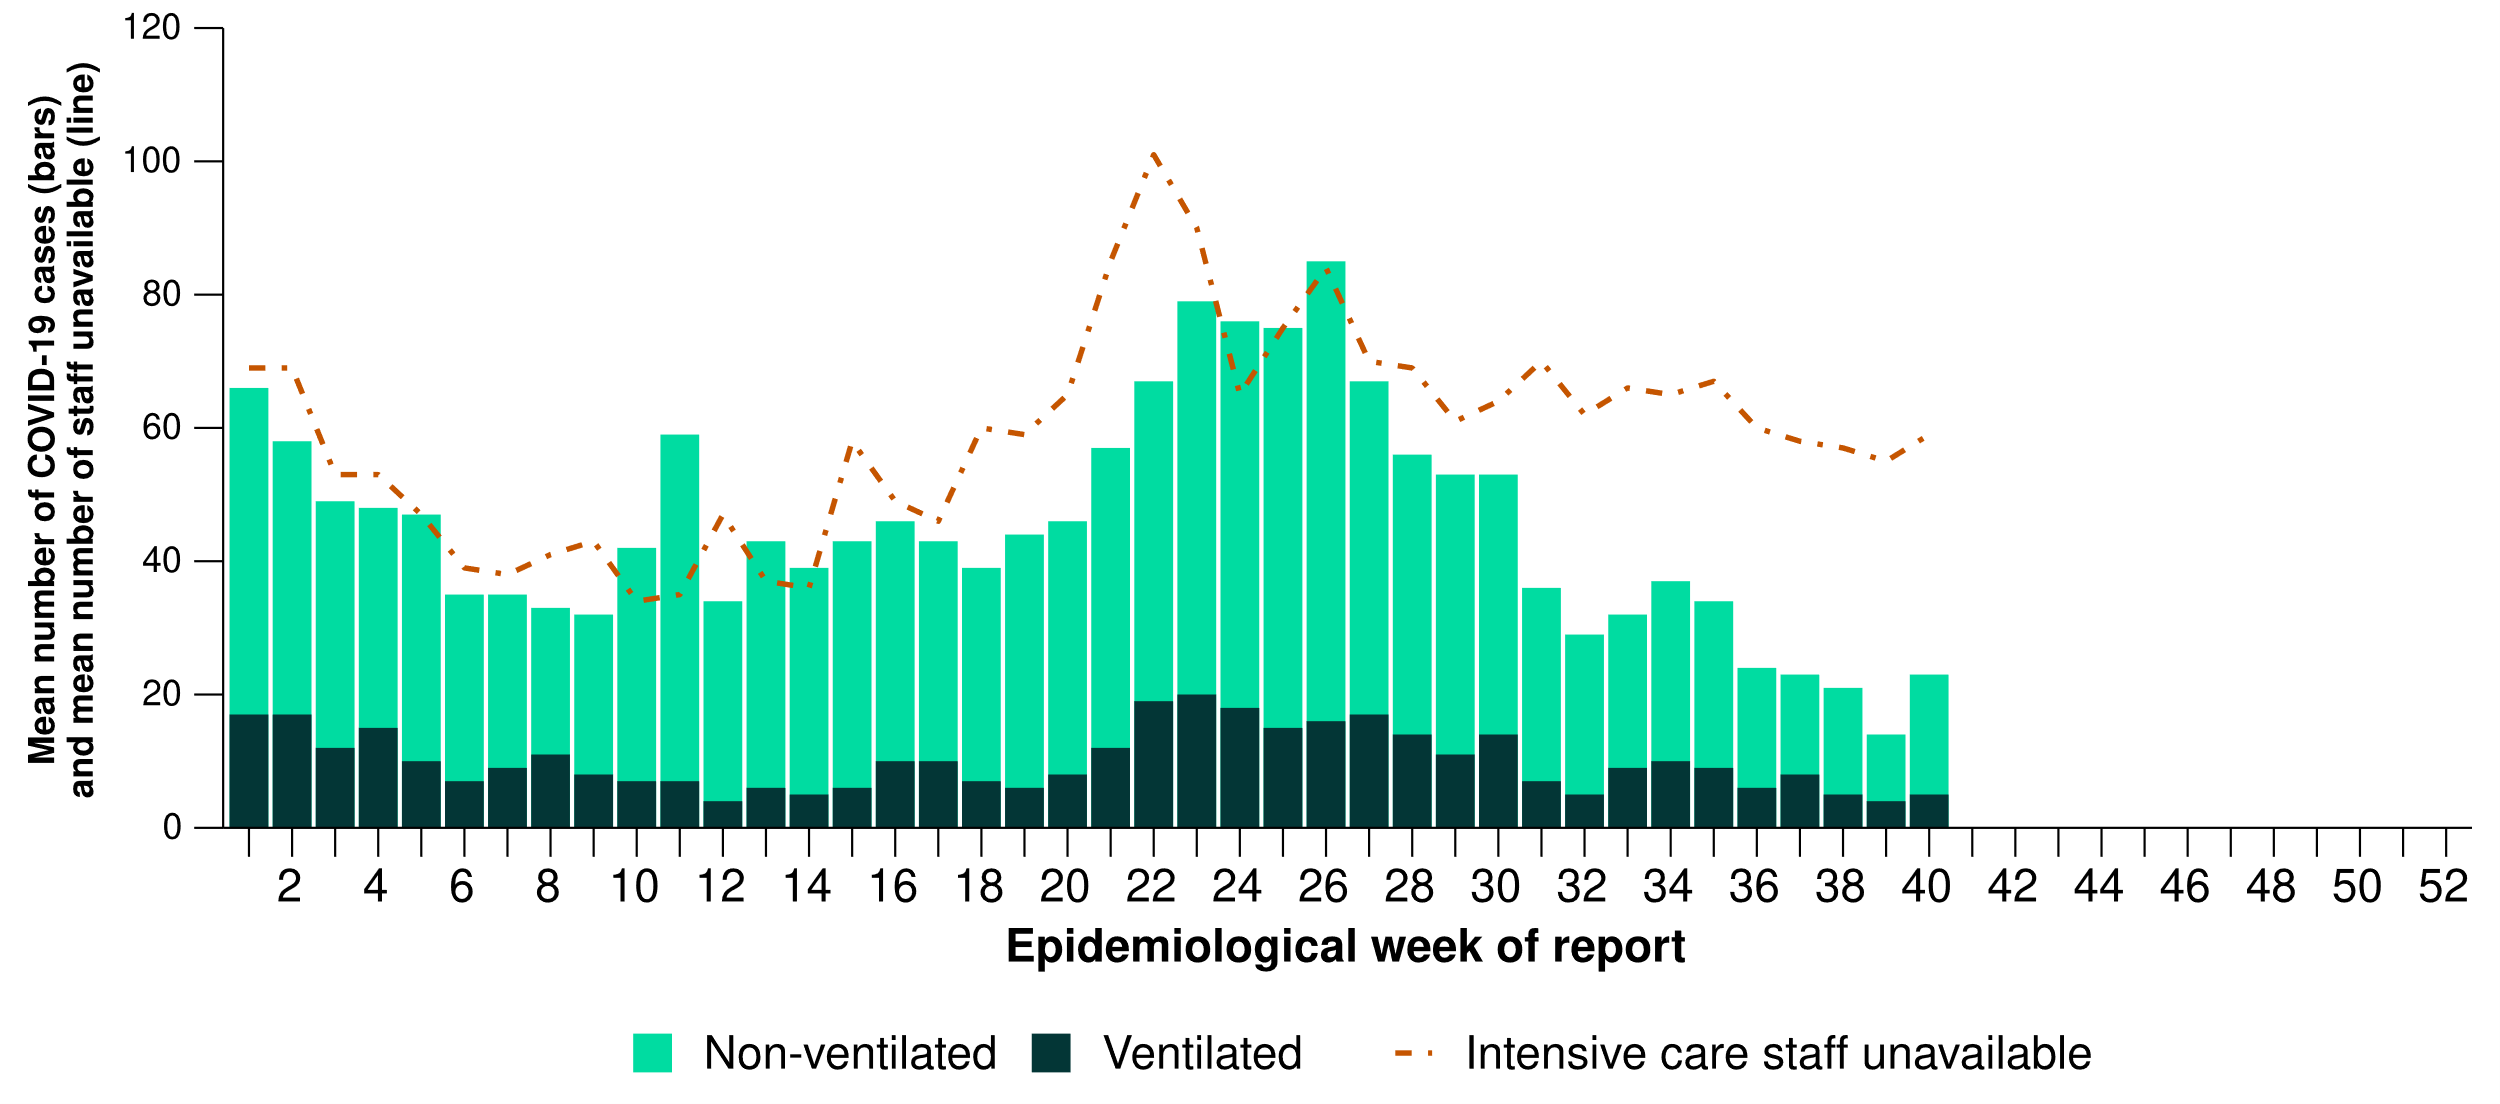 Mean number of COVID-19 cases (bars)
and mean number of staff unavailable (line)
120
100
80
60
40
20
0
2 4 6 8 10 12 14 16 18 20 22 24 26 28 30 32 34 36 38 40 42 44 46 48 50 52
Epidemiological week of report
Non-ventilated Ventilated Intensive care staff unavailable